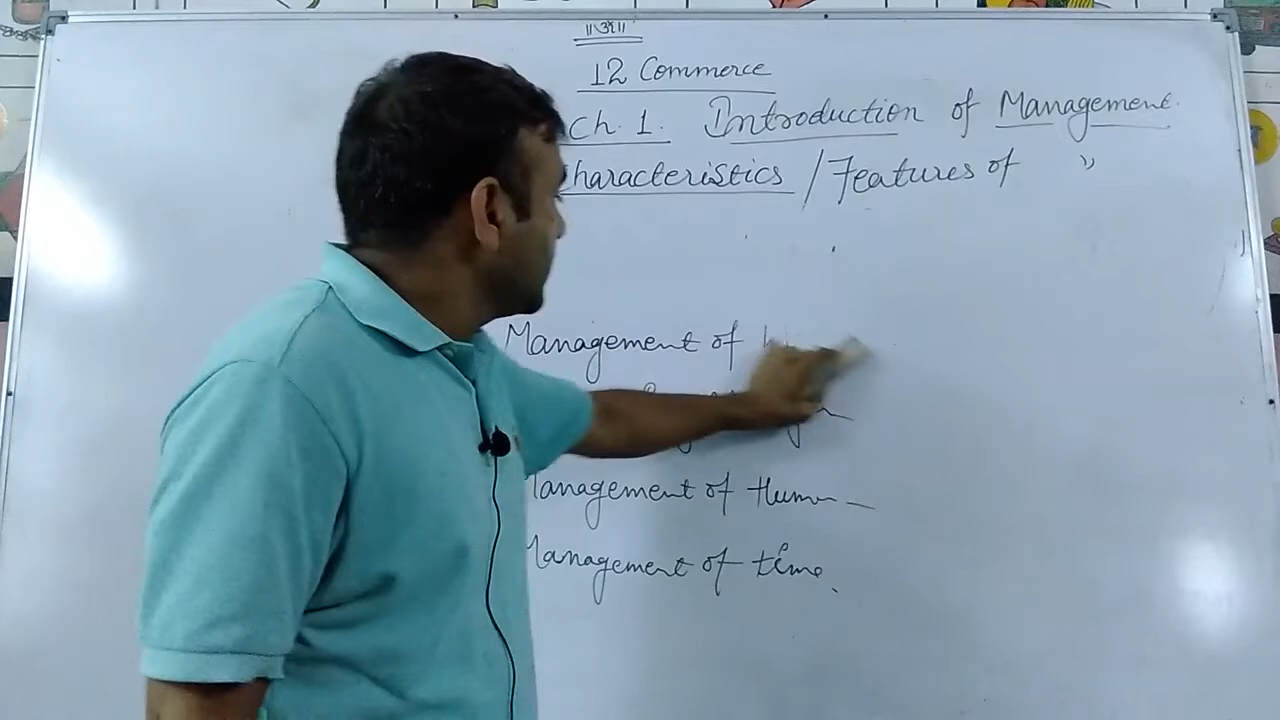 ॥ॐ॥
12 Commerce
Ch. 1. Introduction of Management.
Characteristics / Features of "
Management of
Management of Human
Management of time.